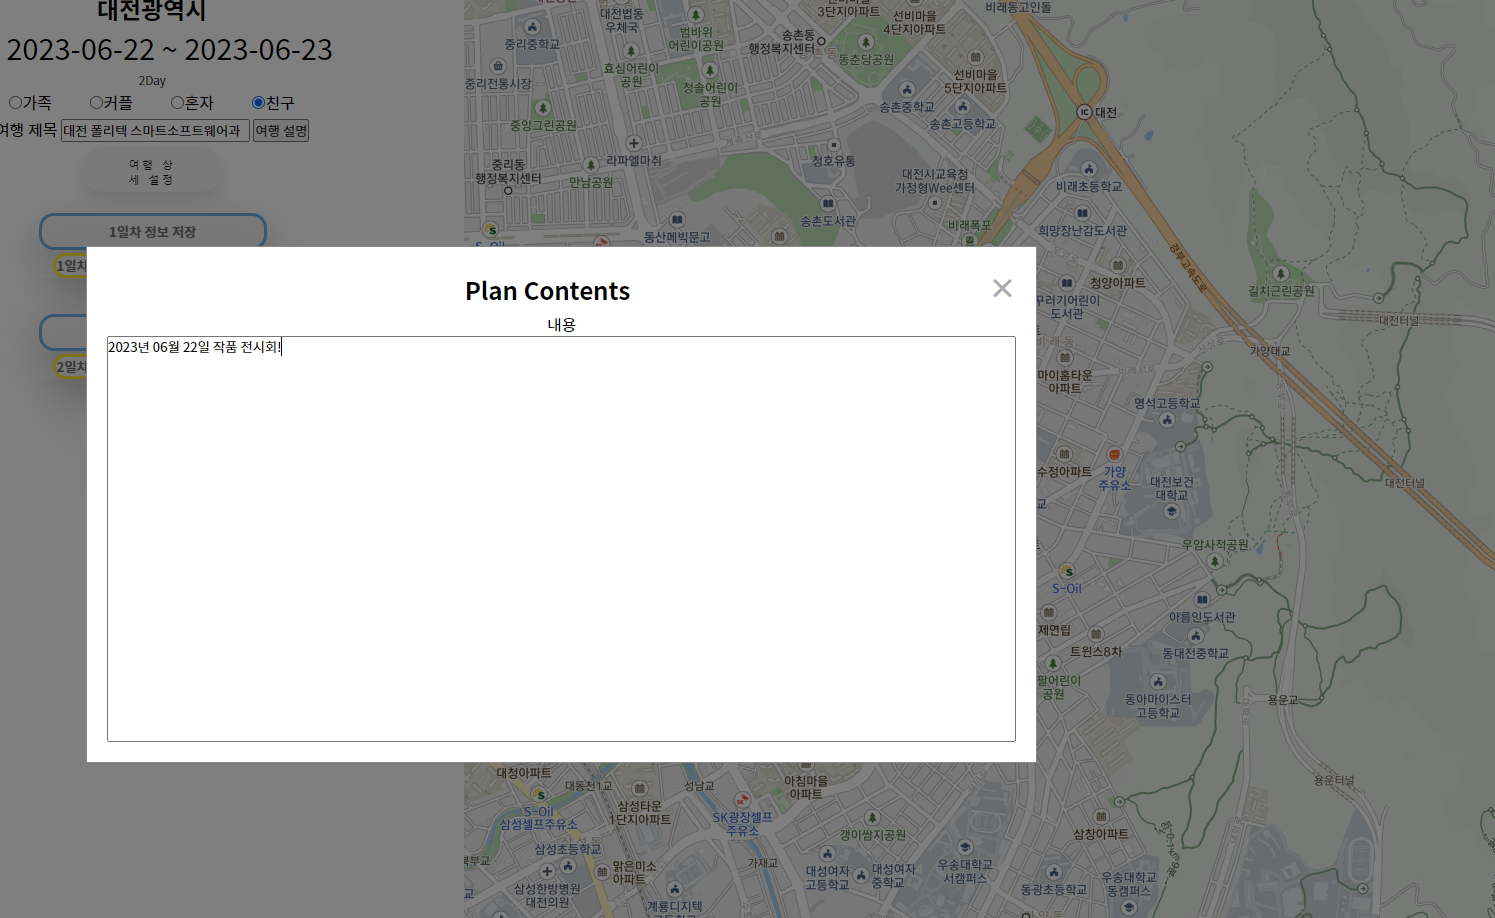 대전광역시
2023-06-22 ~ 2023-06-23
2Day
가족 커플 혼자 친구
여행 제목 대전 폴리텍 스마트소프트웨어과 여행 설명
여행 상
세 설정
1일차 정보 저장
1일차
2일차
Plan Contents
내용
2023년 06월 22일 작품 전시회!
대전법동
우체국
중리중학교
범바위
어린이공원
송촌동
행정복지센터
3단지아파트
선비마을
4단지아파트
비래동고인돌
동춘당공원
효심어린이
공원
중리전통시장
청솔어린이
공원
선비마을
5단지아파트
송촌중학교
송촌고등학교
IC 대전
중앙그린공원
중리동
행정복지센터
라파엘마취
만남공원
청호유통
대전시교육청
가정형Wee센터
비래초등학교
송촌도서관
비래폭포
희망장난감도서관
동산메빅문고
S-Oil
경부고속도로
청양아파트
꾸러기어린이
도서관
길치근린공원
대전터널
가양대교
비래동
비래서로
마이홈타운
아파트
명석고등학교
수정아파트
가양
주유소
대전보건
대학교
대전터널
우암사적공원
S-Oil
아름인도서관
제연립
트윈스8차
동대전중학교
팔어린이
공원
동아마이스터
고등학교
용운교
용운터널
대청아파트
대동천1교
성남교
아침마을
아파트
S-Oil
삼성셀프주유소
삼성타운
1단지아파트
SK광장셀프
주유소
갱이쌈지공원
삼창아파트
삼성초등학교
북부교
맑은미소
아파트
가재교
대성여자
고등학교
대성여자
중학교
우송대학교
서캠퍼스
동광초등학교
우송대학교
동캠퍼스
삼성한방병원
대전의원
계룡디지텍
고등학교